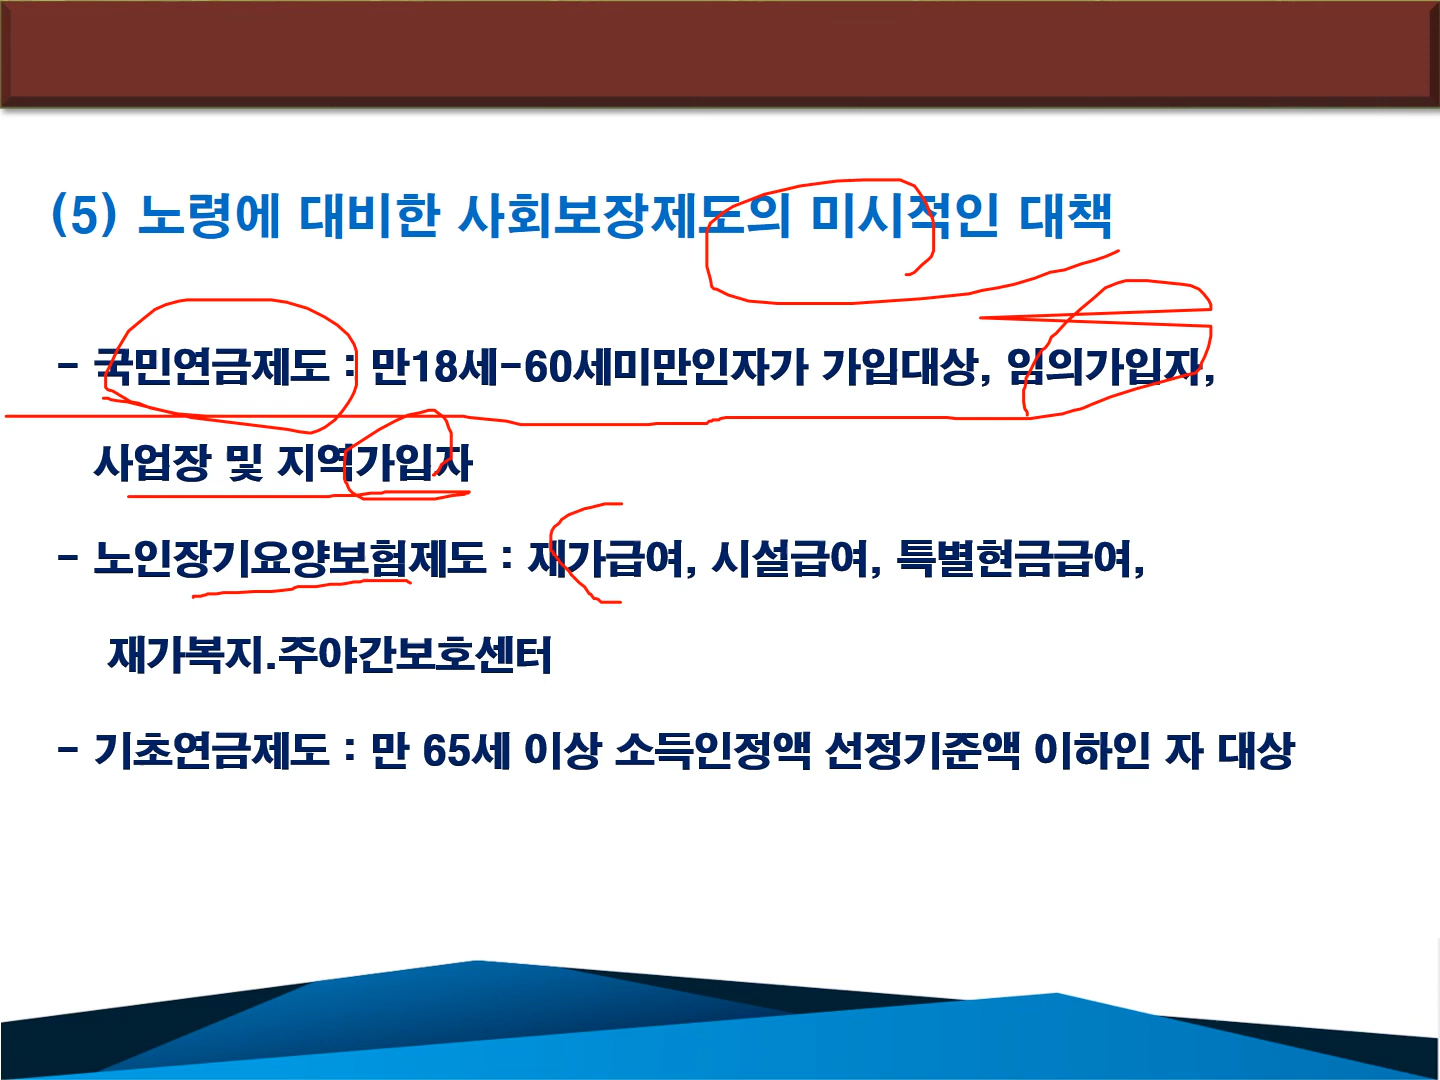 (5) 노령에 대비한 사회보장제도의 미시적인 대책
- 국민연금제도 : 만18세-60세미만인자가 가입대상, 임의가입자,
사업장 및 지역가입자
- 노인장기요양보험제도 : 재가급여, 시설급여, 특별현금급여,
재가복지.주야간보호센터
- 기초연금제도 : 만 65세 이상 소득인정액 선정기준액 이하인 자 대상